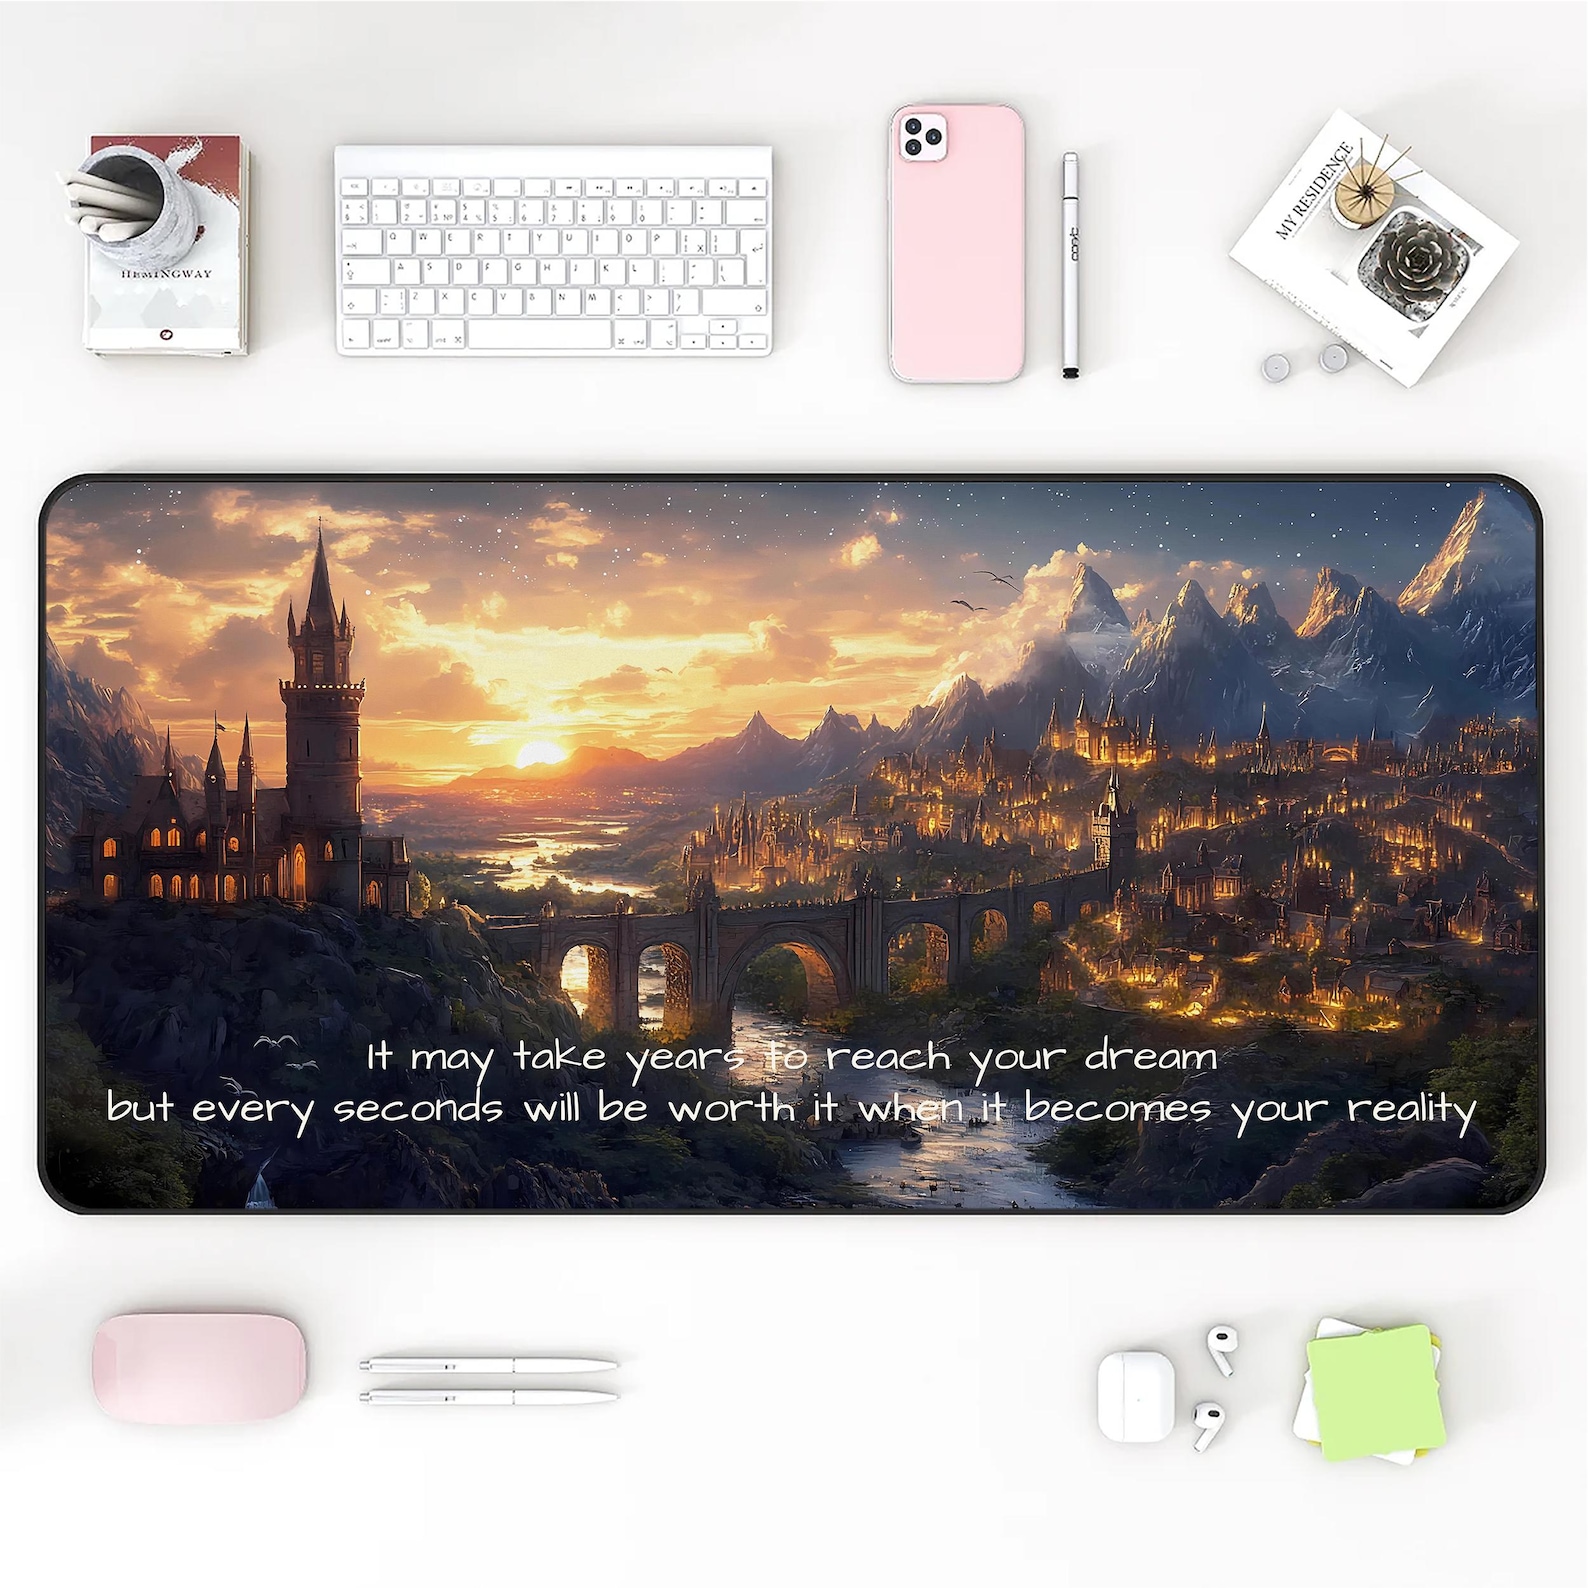 HEMINGWAY
MY RESIDENCE
It may take years to reach your dream
but every seconds will be worth it when it becomes your reality